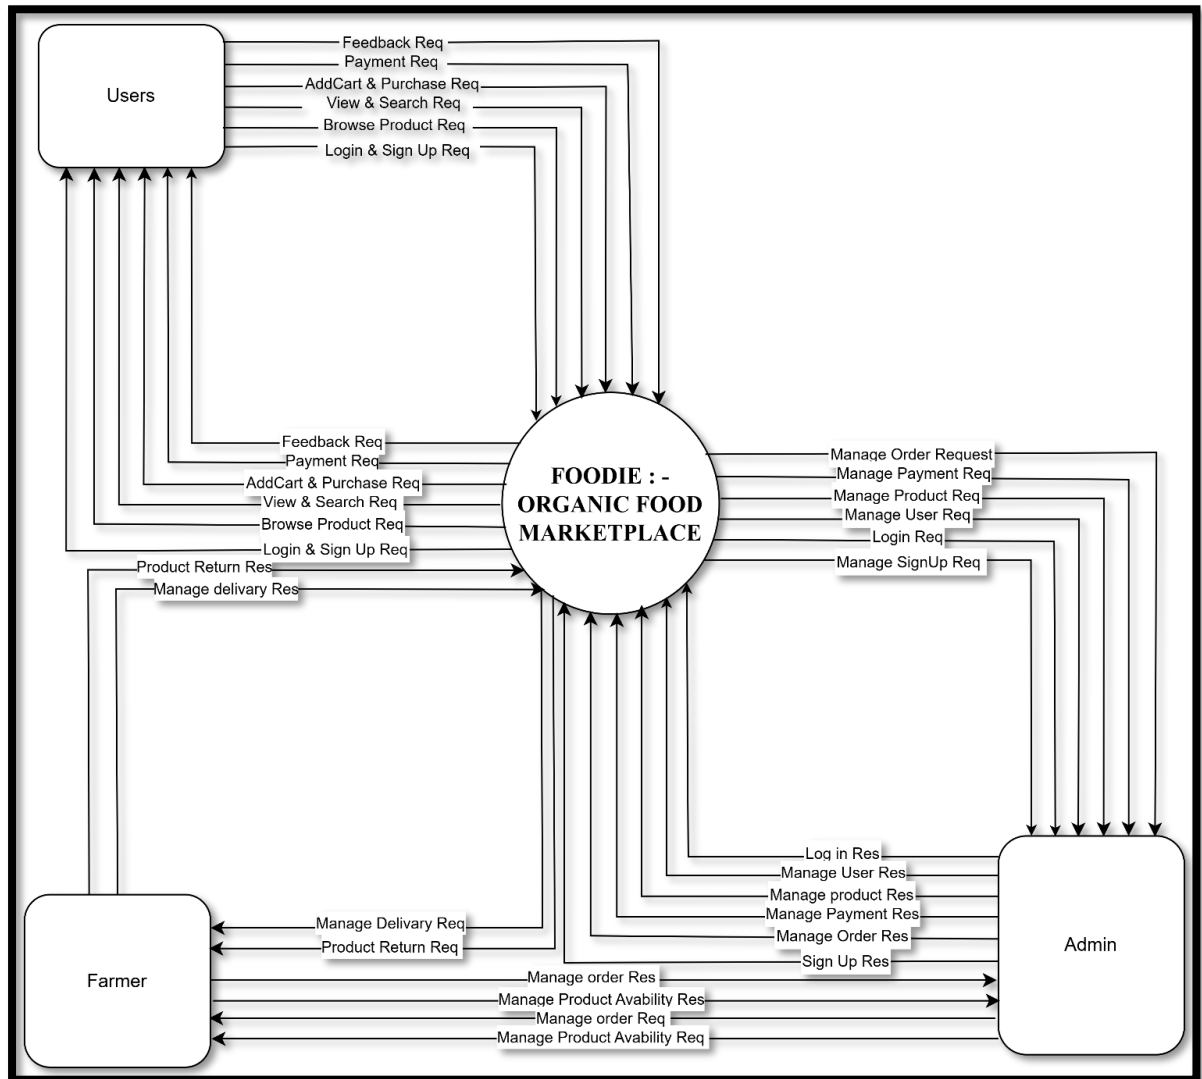 Users
Feedback Req
Payment Req
AddCart & Purchase Req
View & Search Req
Browse Product Req
Login & Sign Up Req
Feedback Req
Payment Req
AddCart & Purchase Req
View & Search Req
Browse Product Req
Login & Sign Up Req
Product Return Res
Manage delivary Res
FOODIE : -
ORGANIC FOOD
MARKETPLACE
Manage Order Request
Manage Payment Req
Manage Product Req
Manage User Req
Login Req
Manage SignUp Req
Log in Res
Manage User Res
Manage product Res
Manage Payment Res
Manage Order Res
Sign Up Res
Admin
Manage Delivary Req
Product Return Req
Farmer
Manage order Res
Manage Product Avability Res
Manage order Req
Manage Product Avability Req